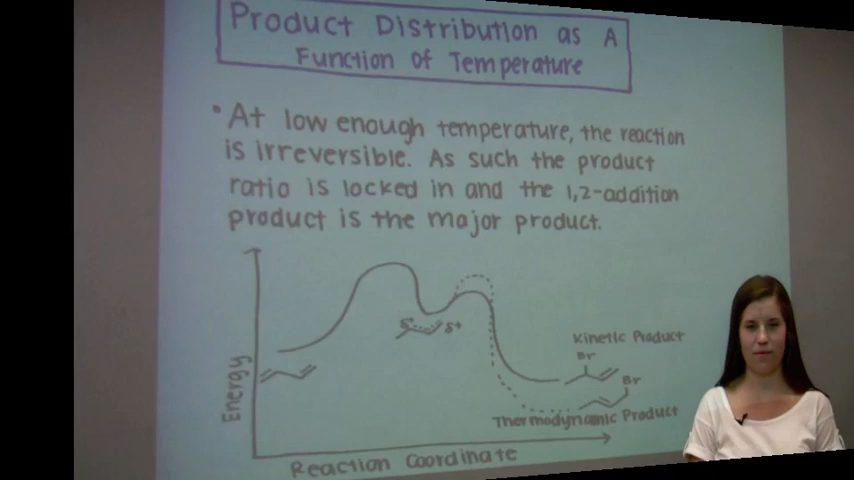 Product Distribution as A
Function of Temperature
• At low enough temperature, the reaction
is irreversible. As such the product
ratio is locked in and the 1,2-addition
product is the major product.
Energy
δ+ δ+
Kinetic Product
Br
Br
Thermodynamic Product
Reaction Coordinate